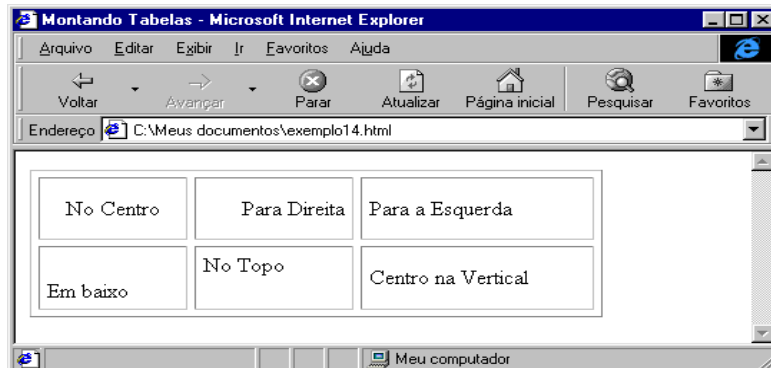 Montando Tabelas - Microsoft Internet Explorer
Arquivo Editar Exibir Ir Favoritos Ajuda
Voltar Avançar Parar Atualizar Página inicial Pesquisar Favoritos
Endereço C:\Meus documentos\exemplo14.html
No Centro Para Direita Para a Esquerda
Em baixo No Topo Centro na Vertical
Meu computador